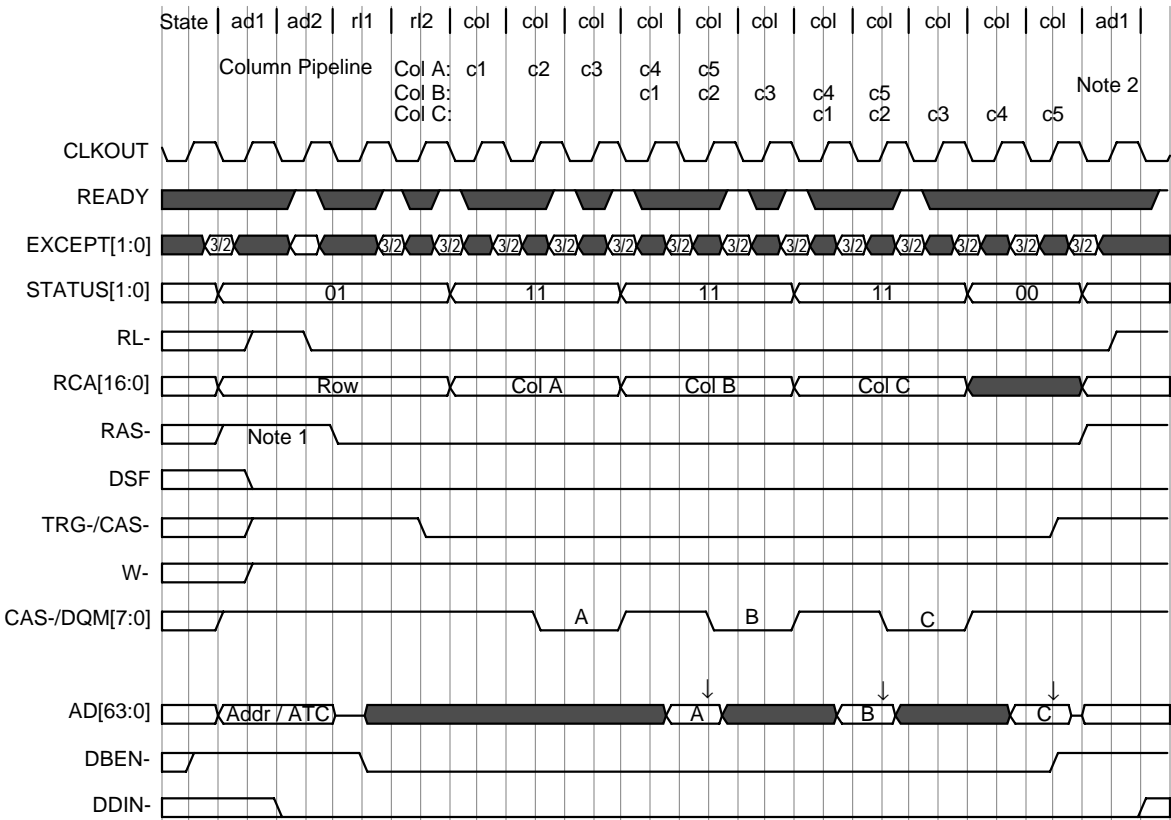 State | ad1 | ad2 | rl1 | rl2 | col | col | col | col | col | col | col | col | col | col | col | ad1 |
Column Pipeline Col A: c1 c2 c3 c4 c5
Col B: c1 c2 c3 c4 c5 Note 2
Col C: c1 c2 c3 c4 c5
CLKOUT
READY
EXCEPT[1:0] 3/2 3/2 3/2 3/2 3/2 3/2 3/2 3/2 3/2 3/2 3/2 3/2 3/2 3/2
STATUS[1:0] 01 11 11 11 00
RL-
RCA[16:0] Row Col A Col B Col C
RAS- Note 1
DSF
TRG-/CAS-
W-
CAS-/DQM[7:0] A B C
AD[63:0] Addr / ATC A B C
DBEN-
DDIN-